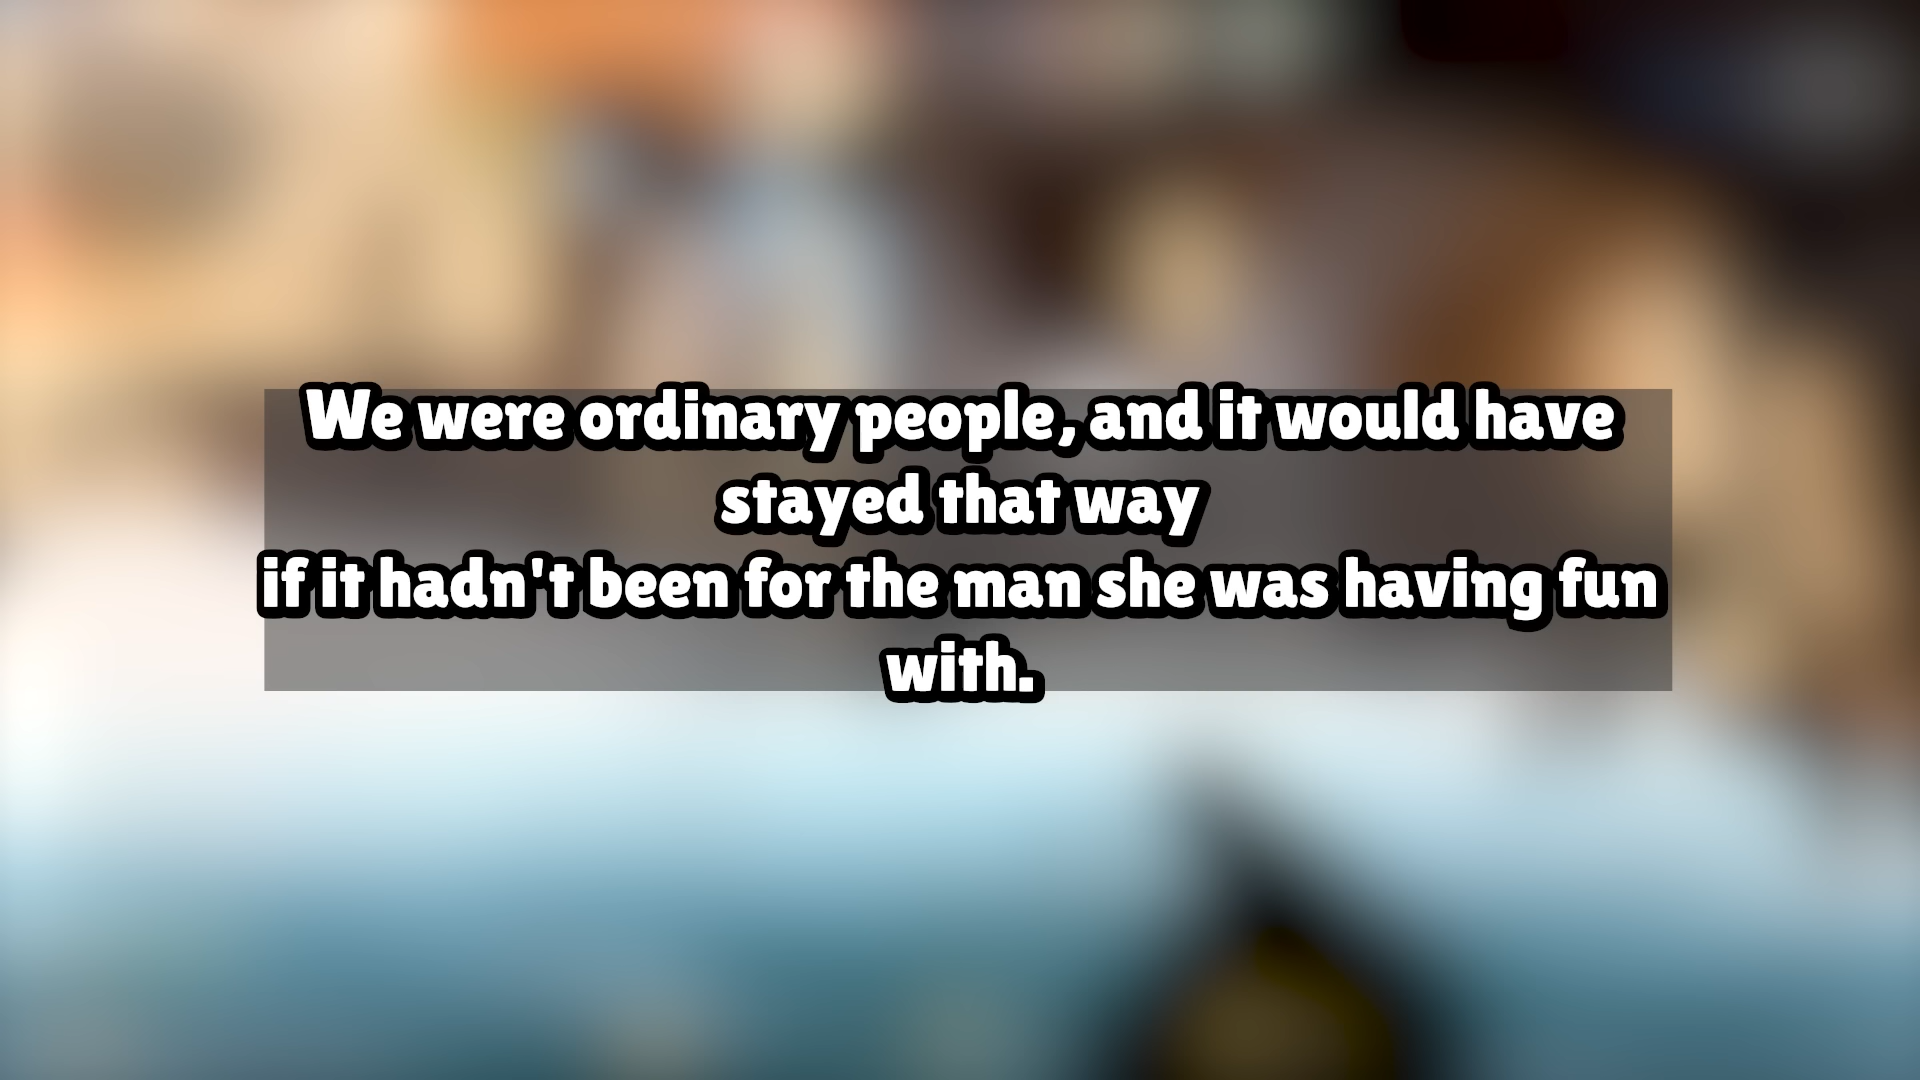 We were ordinary people, and it would have
stayed that way
if it hadn't been for the man she was having fun
with.